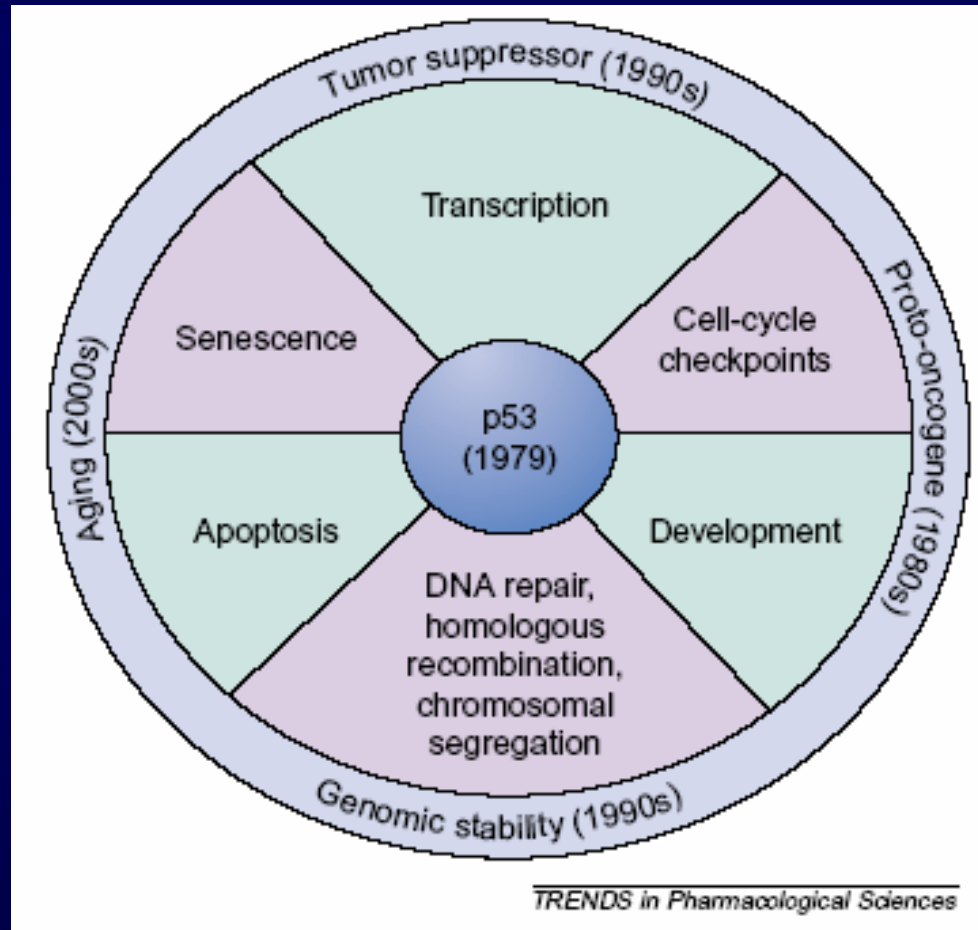 Tumor suppressor (1990s)
Transcription
Senescence
Cell-cycle
checkpoints
Proto-oncogene (1980s)
Aging (2000s)
p53
(1979)
Apoptosis
Development
DNA repair,
homologous
recombination,
chromosomal
segregation
Genomic stability (1990s)
TRENDS in Pharmacological Sciences